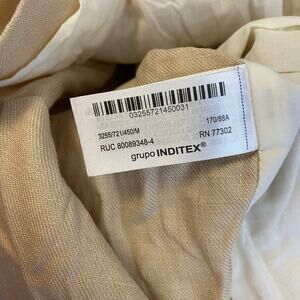 03255721450031
3255/721/450/M 170/88A
RUC 80089348-4 RN 77302
grupo INDITEX®